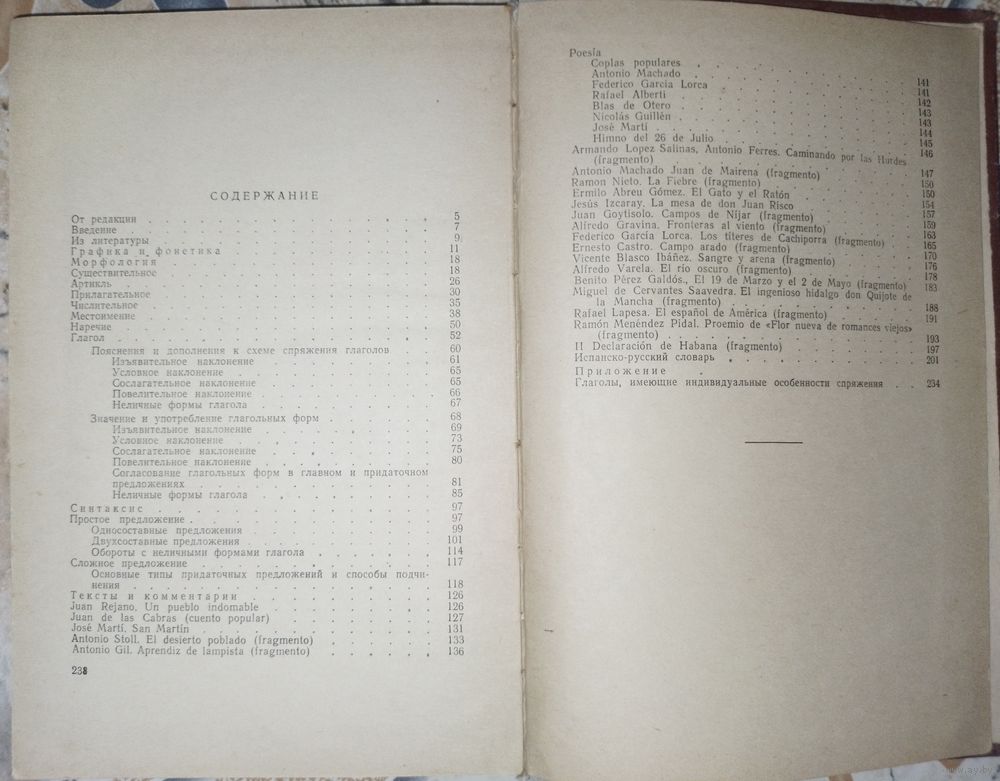 СОДЕРЖАНИЕ
От редакции . . . 5
Введение . . . 7
Из литературы . . . 9
Графика и фонетика . . . 11
Морфология . . . 18
Существительное . . . 18
Артикль . . . 26
Прилагательное . . . 30
Числительное . . . 35
Местоимение . . . 38
Наречие . . . 50
Глагол . . . 52
Пояснения и дополнения к схеме спряжения глаголов . . . 60
Изъявительное наклонение . . . 61
Условное наклонение . . . 65
Сослагательное наклонение . . . 65
Повелительное наклонение . . . 66
Неличные формы глагола . . . 67
Значение и употребление глагольных форм . . . 68
Изъявительное наклонение . . . 69
Условное наклонение . . . 73
Сослагательное наклонение . . . 75
Повелительное наклонение . . . 80
Согласование глагольных форм в главном и придаточном
предложениях . . . 81
Неличные формы глагола . . . 85
Синтаксис . . . 97
Простое предложение . . . 97
Односоставные предложения . . . 99
Двухсоставные предложения . . . 101
Обороты с неличными формами глагола . . . 114
Сложное предложение . . . 117
Основные типы придаточных предложений и способы подчи-
нения . . . 118
Тексты и комментарии . . . 126
Juan Rejano. Un pueblo indomable . . . 126
Juan de las Cabras (cuento popular) . . . 127
José Martí. San Martín . . . 131
Antonio Stoll. El desierto poblado (fragmento) . . . 133
Antonio Gil. Aprendiz de lampista (fragmento) . . . 136
238
Poesía
Coplas populares . . . 141
Antonio Machado . . . 141
Federico García Lorca . . . 142
Rafael Alberti . . . 143
Blas de Otero . . . 143
Nicolás Guillén . . . 144
José Martí . . . 145
Himno del 26 de Julio . . . 146
Armando Lopez Salinas, Antonio Ferres. Caminando por las Hurdes
(fragmento) . . . 147
Antonio Machado Juan de Mairena (fragmento) . . . 150
Ramon Nieto. La Fiebre (fragmento) . . . 150
Ermilo Abreu Gómez. El Gato y el Ratón . . . 154
Jesús Izcaray. La mesa de don Juan Risco . . . 157
Juan Goytisolo. Campos de Níjar (fragmento) . . . 159
Alfredo Gravina. Fronteras al viento (fragmento) . . . 163
Federico García Lorca. Los títeres de Cachiporra (fragmento) . . . 165
Ernesto Castro. Campo arado (fragmento) . . . 170
Vicente Blasco Ibáñez. Sangre y arena (fragmento) . . . 176
Alfredo Varela. El río oscuro (fragmento) . . . 178
Benito Pérez Galdós., El 19 de Marzo y el 2 de Mayo (fragmento) 183
Miguel de Cervantes Saavedra. El ingenioso hidalgo don Quijote de
la Mancha (fragmento) . . . 188
Rafael Lapesa. El español de América (fragmento) . . . 191
Ramón Menéndez Pidal. Proemio de «Flor nueva de romances viejos»
(fragmento) . . . 193
II Declaración de Habana (fragmento) . . . 197
Испанско-русский словарь . . . 201
Приложение .
Глаголы, имеющие индивидуальные особенности спряжения . . 234
www.ay.by